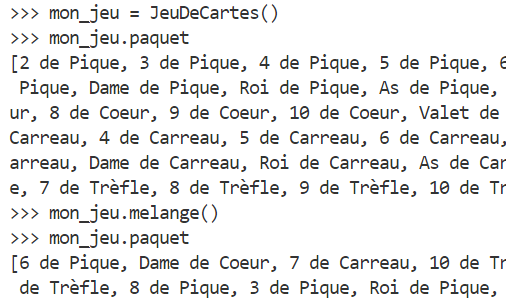 >>> mon_jeu = JeuDeCartes()
>>> mon_jeu.paquet
[2 de Pique, 3 de Pique, 4 de Pique, 5 de Pique, 6
Pique, Dame de Pique, Roi de Pique, As de Pique,
ur, 8 de Coeur, 9 de Coeur, 10 de Coeur, Valet de
Carreau, 4 de Carreau, 5 de Carreau, 6 de Carreau,
arreau, Dame de Carreau, Roi de Carreau, As de Car
e, 7 de Trèfle, 8 de Trèfle, 9 de Trèfle, 10 de Tr
>>> mon_jeu.melange()
>>> mon_jeu.paquet
[6 de Pique, Dame de Coeur, 7 de Carreau, 10 de Tr
de Trèfle, 8 de Pique, 3 de Pique, Roi de Pique,